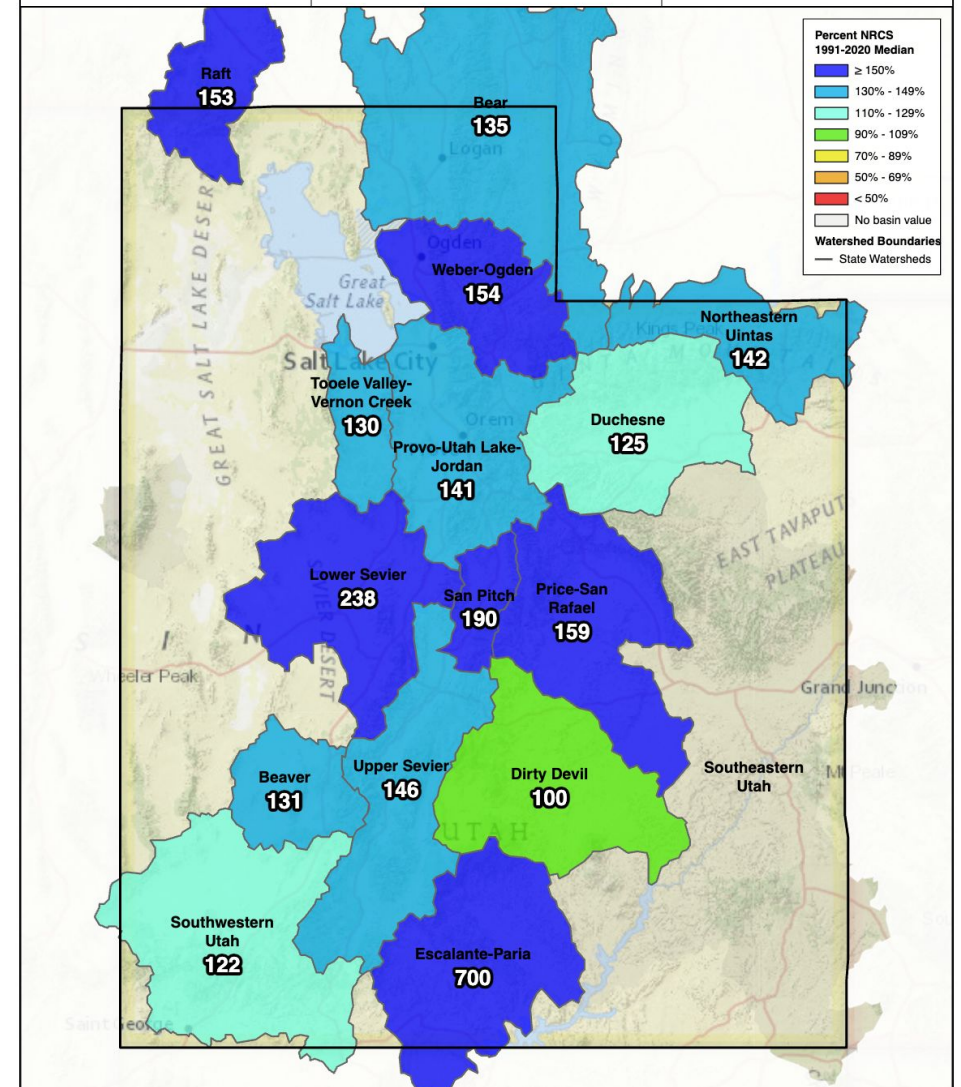 Percent NRCS
1991-2020 Median
≥ 150%
130% - 149%
110% - 129%
90% - 109%
70% - 89%
50% - 69%
< 50%
No basin value
Watershed Boundaries
State Watersheds
Raft
153
Bear
135
Logan
GREAT SALT LAKE DESERT
Ogden
Weber-Ogden
154
Great
Salt Lake
Kings Peak
Northeastern
Uintas
142
Salt Lake City
Tooele Valley-
Vernon Creek
130
Orem
Provo-Utah Lake-
Jordan
141
Duchesne
125
EAST TAVAPUT
PLATEAU
Lower Sevier
238
VIER DESERT
San Pitch
190
Price-San
Rafael
159
S I N
Wheeler Peak
Grand Junction
Beaver
131
Upper Sevier
146
Dirty Devil
100
Southeastern
Utah
Mt Peale
UTAH
Southwestern
Utah
122
Escalante-Paria
700
Saint George